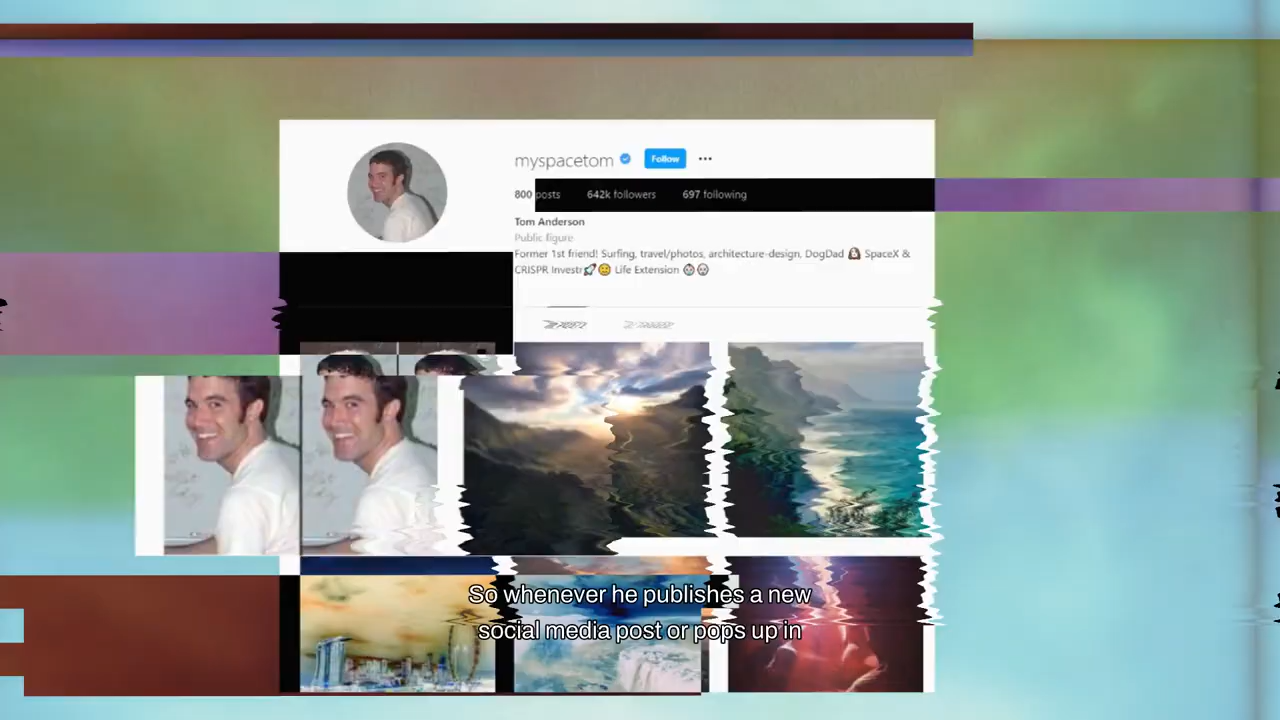 myspacetom
Follow
800 posts 642k followers 697 following
Tom Anderson
Public figure
Former 1st friend! Surfing, travel/photos, architecture-design, DogDad SpaceX &
CRISPR Investr Life Extension
So whenever he publishes a new
social media post or pops up in